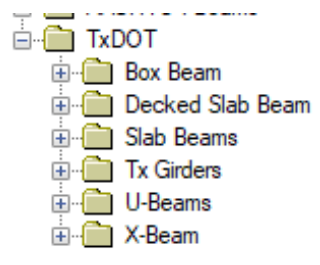 TxDOT
Box Beam
Decked Slab Beam
Slab Beams
Tx Girders
U-Beams
X-Beam